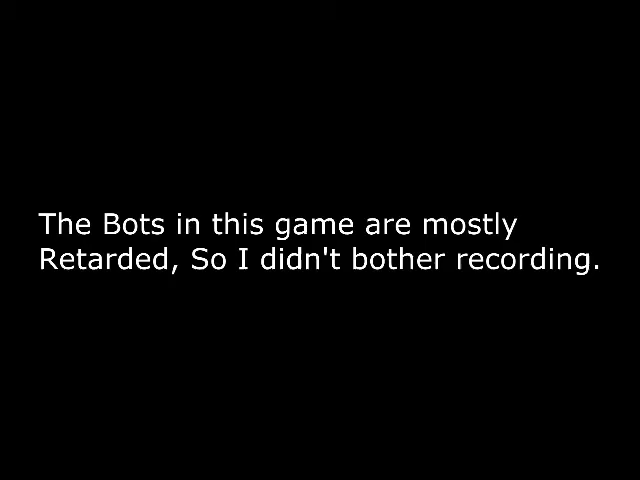 The Bots in this game are mostly
Retarded, So I didn't bother recording.